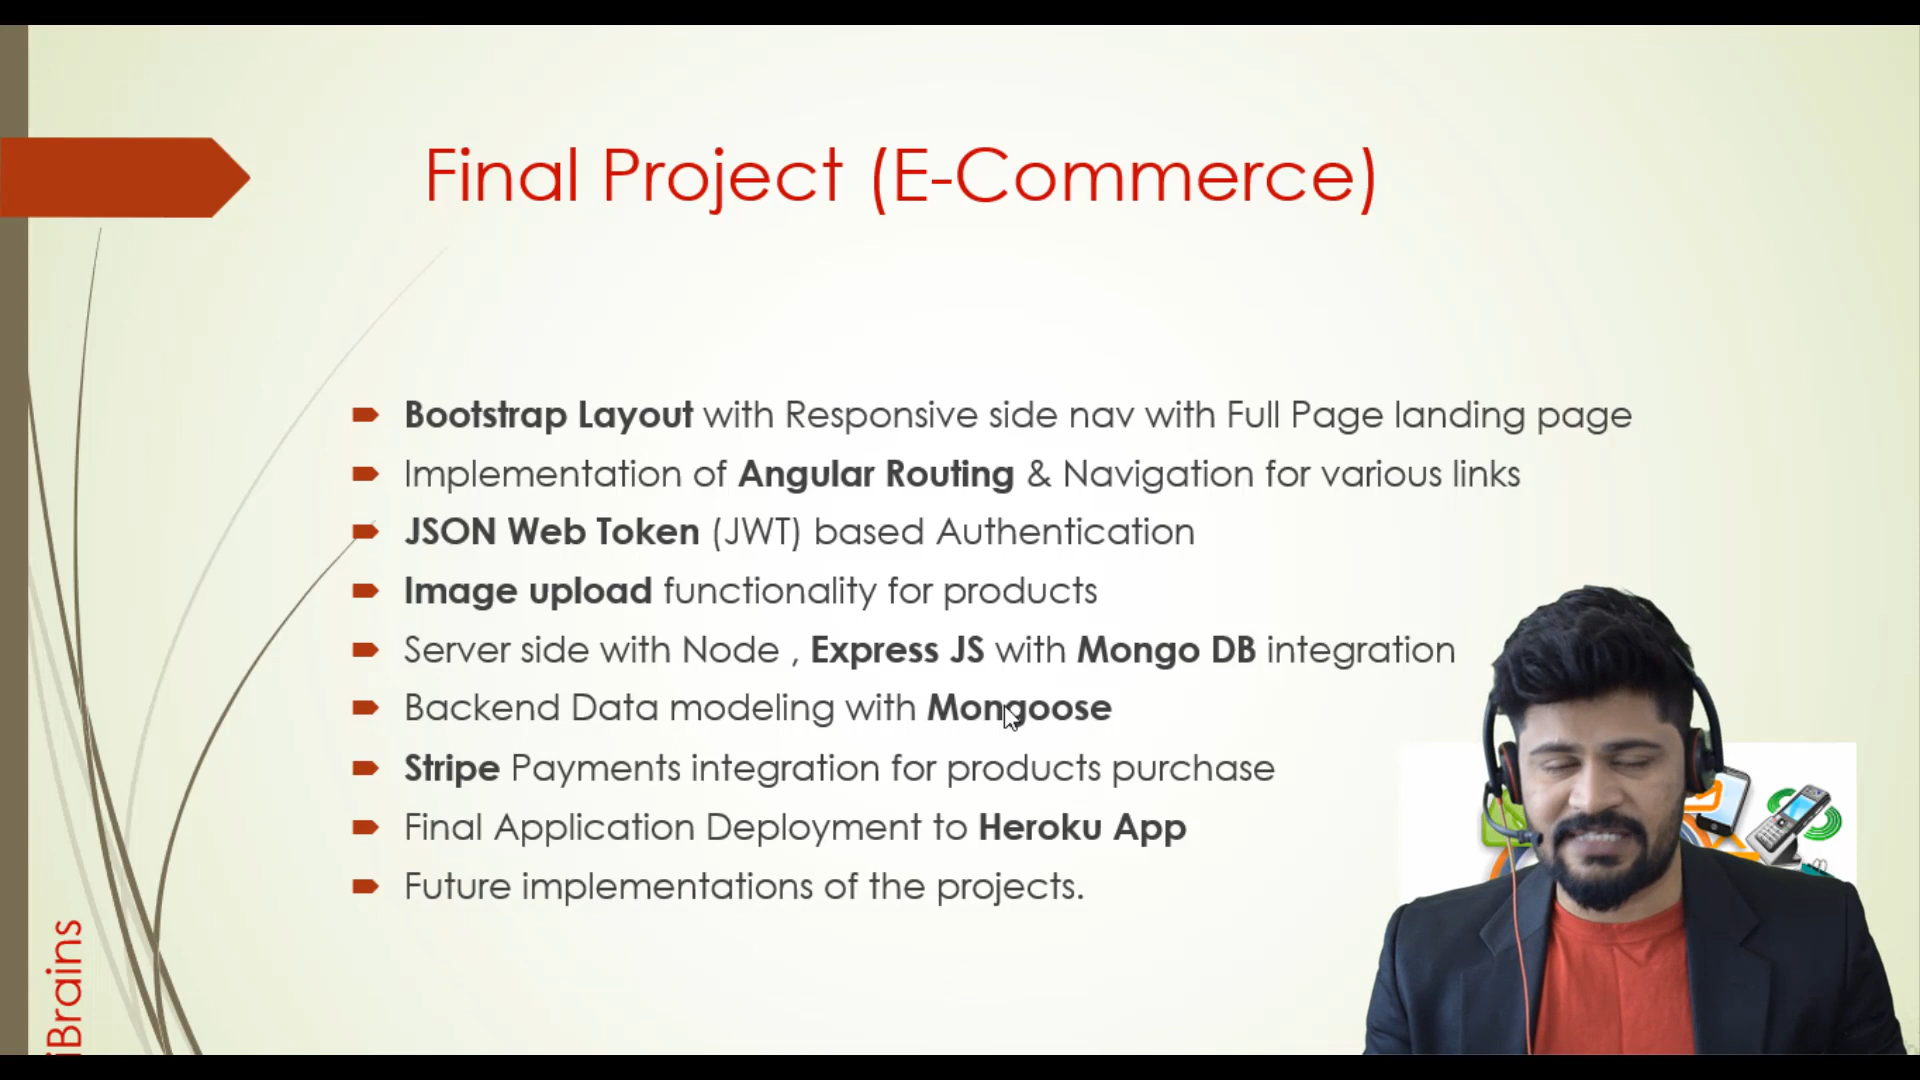 Final Project (E-Commerce)
Bootstrap Layout with Responsive side nav with Full Page landing page
Implementation of Angular Routing & Navigation for various links
JSON Web Token (JWT) based Authentication
Image upload functionality for products
Server side with Node , Express JS with Mongo DB integration
Backend Data modeling with Mongoose
Stripe Payments integration for products purchase
Final Application Deployment to Heroku App
Future implementations of the projects.
iBrains